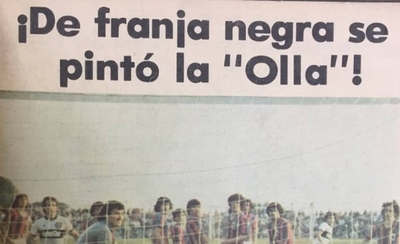 ¡De franja negra se
pintó la "Olla"!